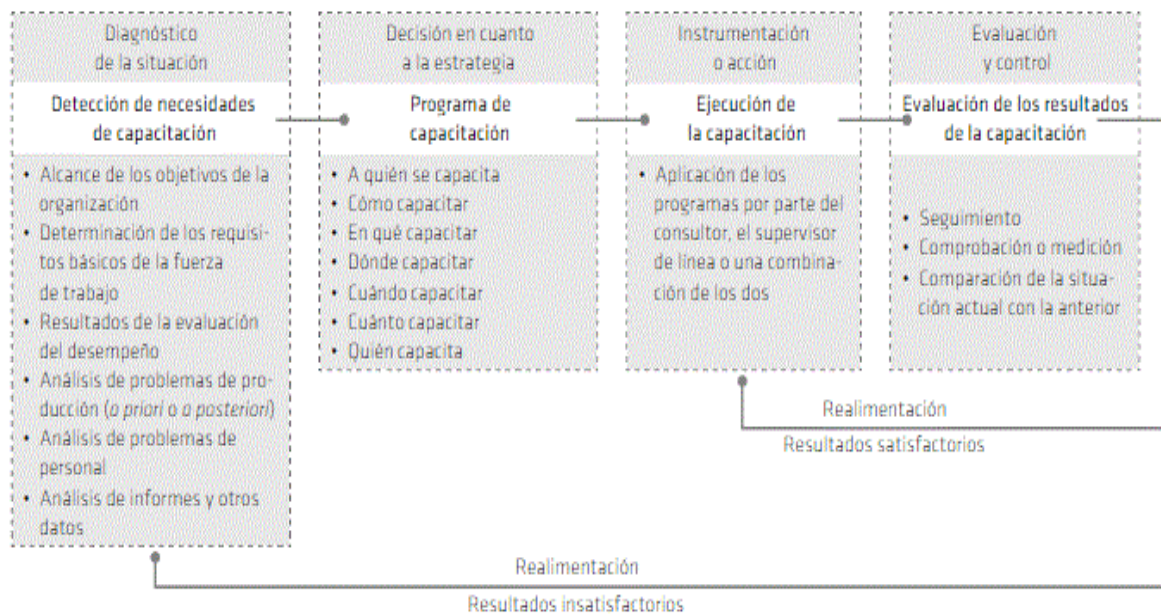 Diagnóstico
de la situación
Detección de necesidades
de capacitación
• Alcance de los objetivos de la
organización
• Determinación de los requisi-
tos básicos de la fuerza
de trabajo
• Resultados de la evaluación
del desempeño
• Análisis de problemas de pro-
ducción (a priori o a posteriori)
• Análisis de problemas de
personal
• Análisis de informes y otros
datos
Decisión en cuanto
a la estrategia
Programa de
capacitación
• A quién se capacita
• Cómo capacitar
• En qué capacitar
• Dónde capacitar
• Cuándo capacitar
• Cuánto capacitar
• Quién capacita
Instrumentación
o acción
Ejecución de
la capacitación
• Aplicación de los
programas por parte del
consultor, el supervisor
de línea o una combina-
ción de los dos
Evaluación
y control
Evaluación de los resultados
de la capacitación
• Seguimiento
• Comprobación o medición
• Comparación de la situa-
ción actual con la anterior
Realimentación
Resultados satisfactorios
Realimentación
Resultados insatisfactorios